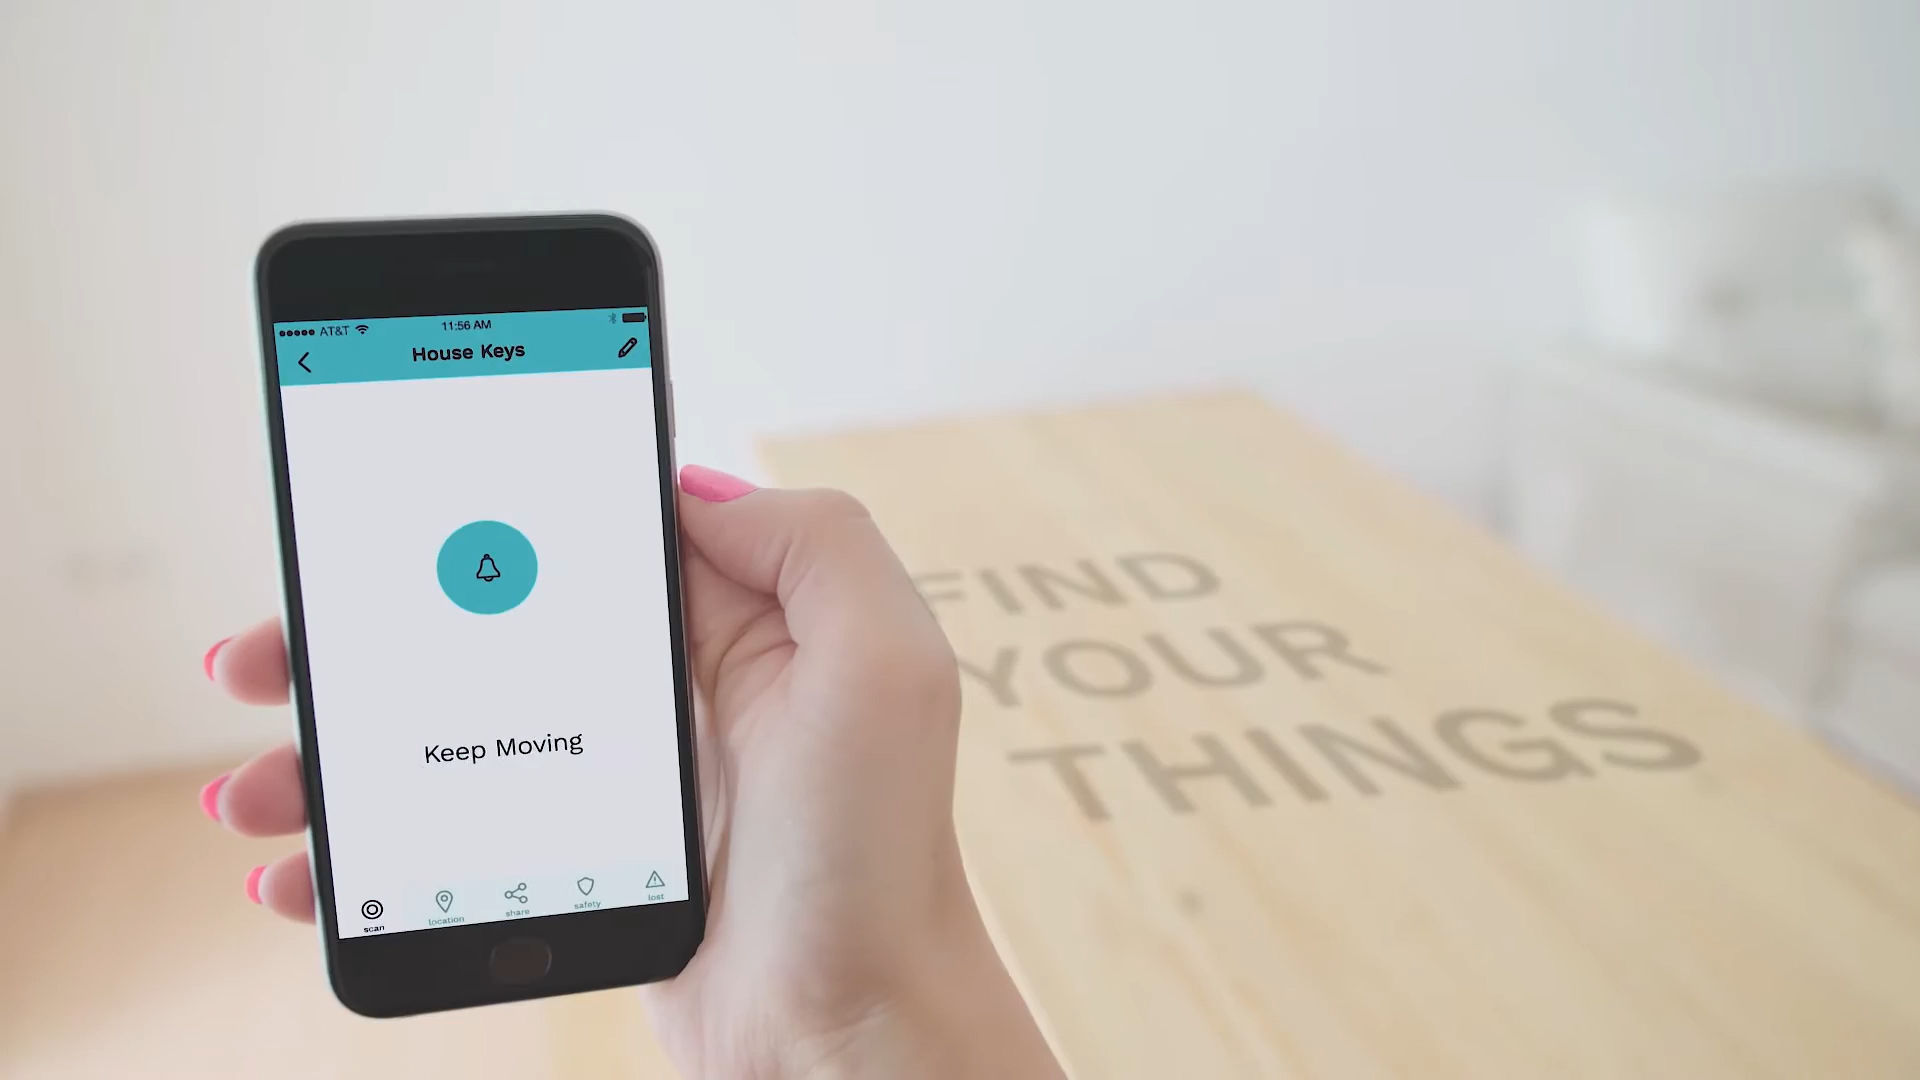 AT&T 11:56 AM
House Keys
Keep Moving
scan location share safety lost
FIND
YOUR
THINGS